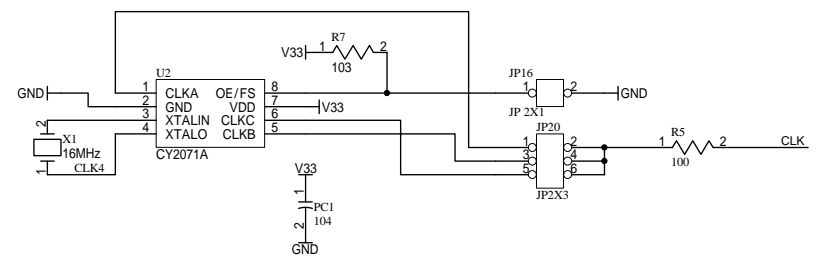 R7
V33 1 2
103
U2
JP16
GND 1 CLKA OE/FS 8 1 2 GND
2 GND VDD 7 V33 JP 2X1
3 XTALIN CLKC 6
4 XTALO CLKB 5
2 X1 16MHz
1 CLK4
CY2071A
JP20
1 2
3 4
5 6
JP2X3
R5
1 2 CLK
100
V33
1
PC1
104
2
GND